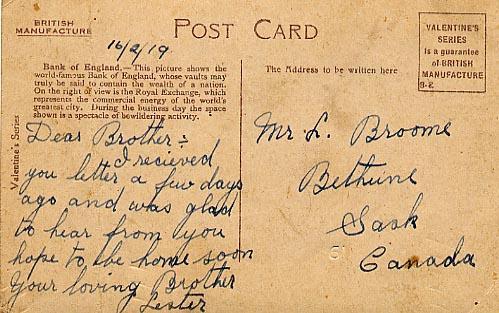 BRITISH
MANUFACTURE
POST CARD
VALENTINE'S
SERIES
is a guarantee
of BRITISH
MANUFACTURE
S-2
16/2/19
Bank of England.—This picture shows the
world-famous Bank of England, whose vaults may
truly be said to contain the wealth of a nation.
On the right of view is the Royal Exchange, which
represents the commercial energy of the world's
greatest city. During the business day the space
shown is a spectacle of bewildering activity.
Valentine's Series
Dear Brother:
I recieved
you letter a few days
ago and was glad
to hear from you
hope to be home soon
Your loving Brother
Lester
The Address to be written here
Mr L. Broome
Bethune
Sask
Canada